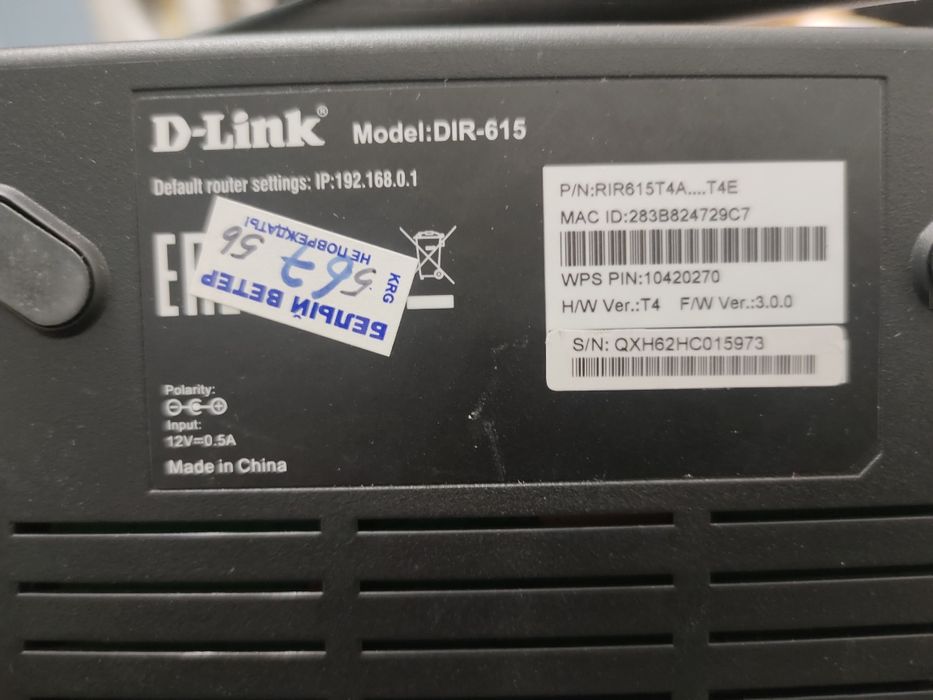 D-Link® Model:DIR-615
Default router settings: IP:192.168.0.1
P/N:RIR615T4A....T4E
MAC ID:283B824729C7
WPS PIN:10420270
H/W Ver.:T4 F/W Ver.:3.0.0
S/N: QXH62HC015973
БЕЛЫЙ ВЕТЕР
KRG
567
56
НЕ ПОВРЕЖДАТЬ!
Polarity:
Input:
12V=0.5A
Made in China